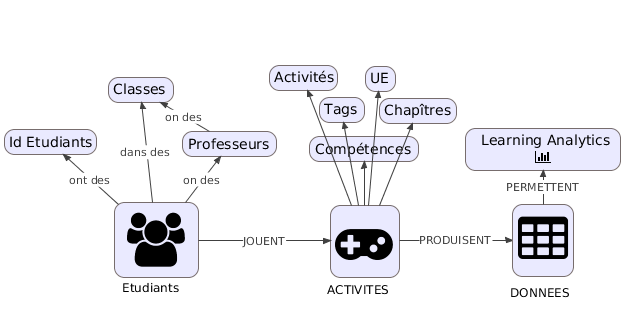 Activités
UE
Classes
Tags
Chapîtres
on des
Id Etudiants
Professeurs
Compétences
Learning Analytics
dans des
ont des
on des
PERMETTENT
JOUENT
PRODUISENT
Etudiants
ACTIVITES
DONNEES